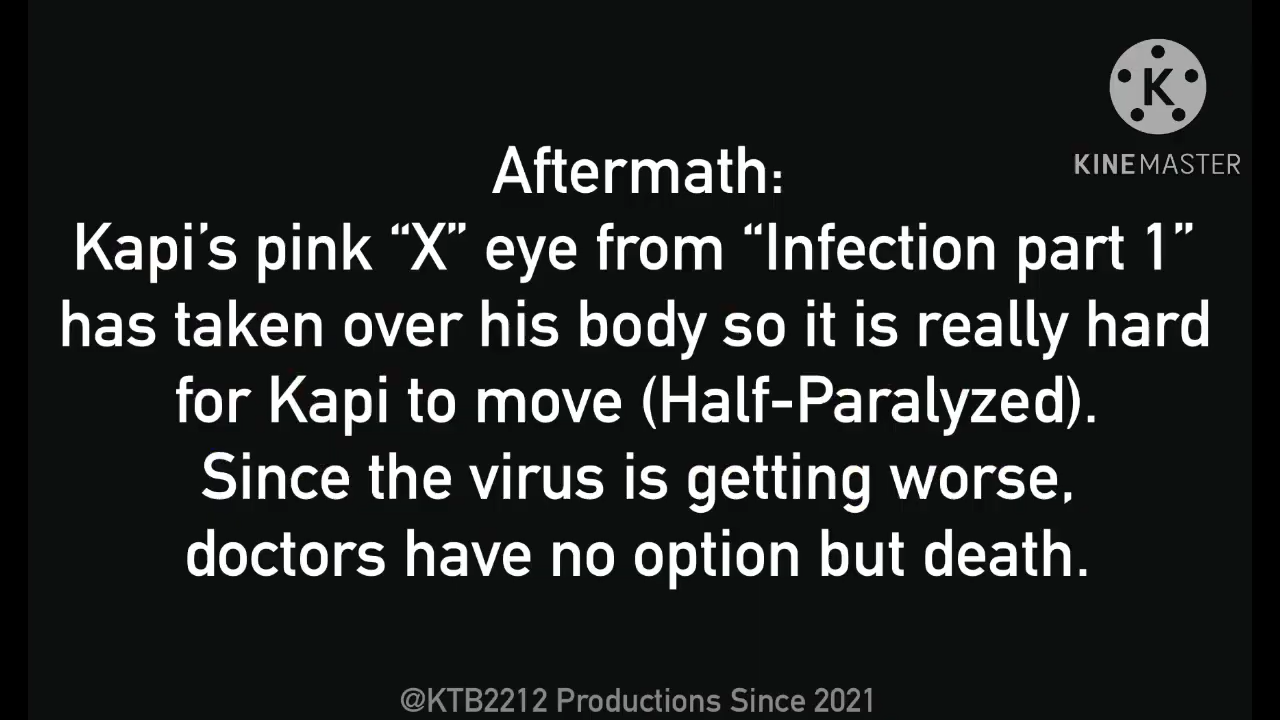 K
KINEMASTER
Aftermath:
Kapi’s pink “X” eye from “Infection part 1”
has taken over his body so it is really hard
for Kapi to move (Half-Paralyzed).
Since the virus is getting worse,
doctors have no option but death.
@KTB2212 Productions Since 2021